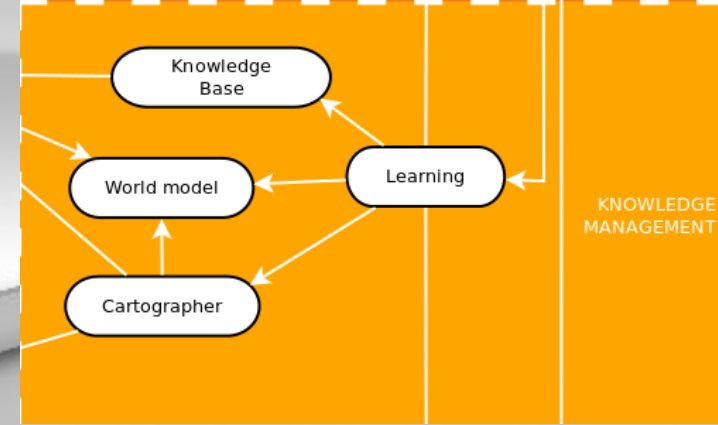 Knowledge
Base
World model
Learning
Cartographer
KNOWLEDGE
MANAGEMENT